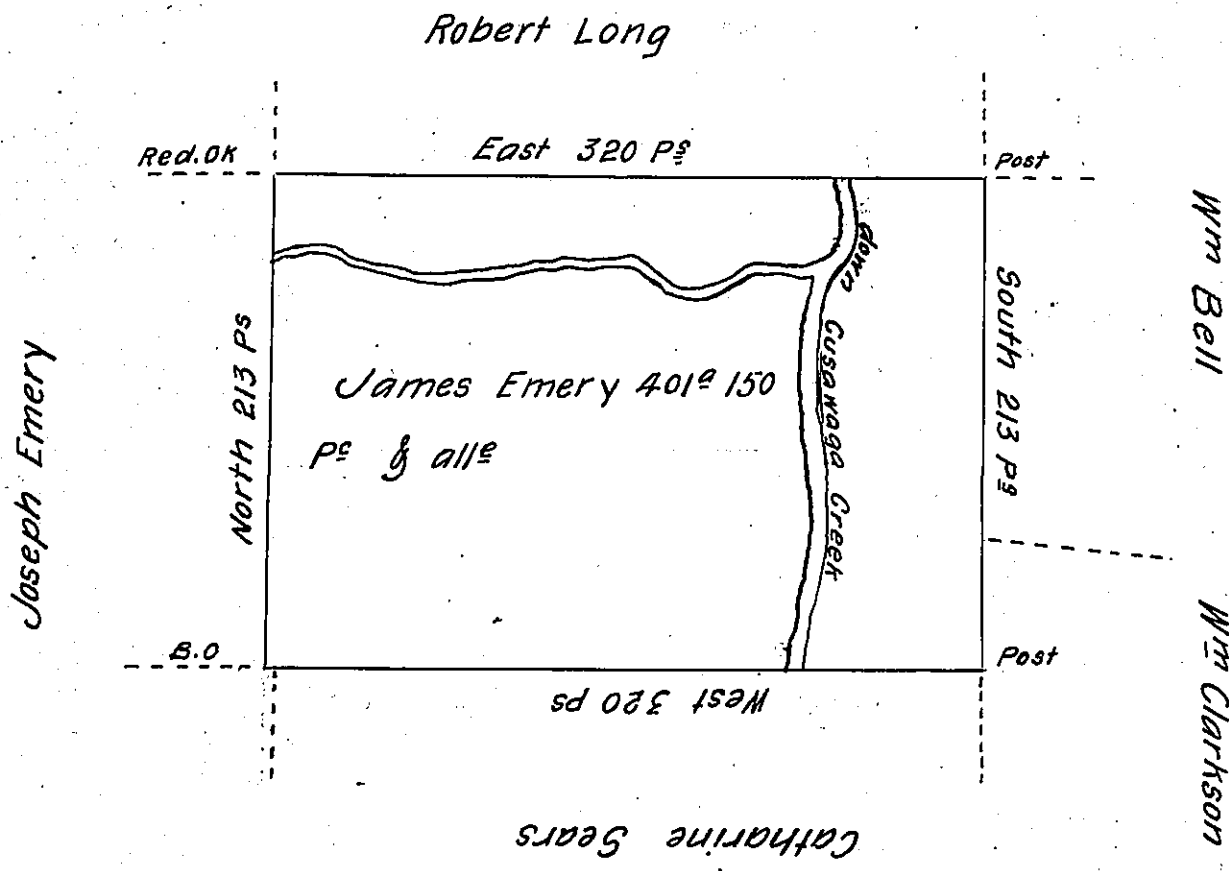 Robert Long
Red.OK
East 320 Ps
Post
Wm Bell
down
Cusawaga Creek
South 213 Ps
Joseph Emery
North 213 Ps
James Emery 401a 150
Ps & alle
B.O
Post
West 320 ps
Wm Clarkson
Catharine Sears